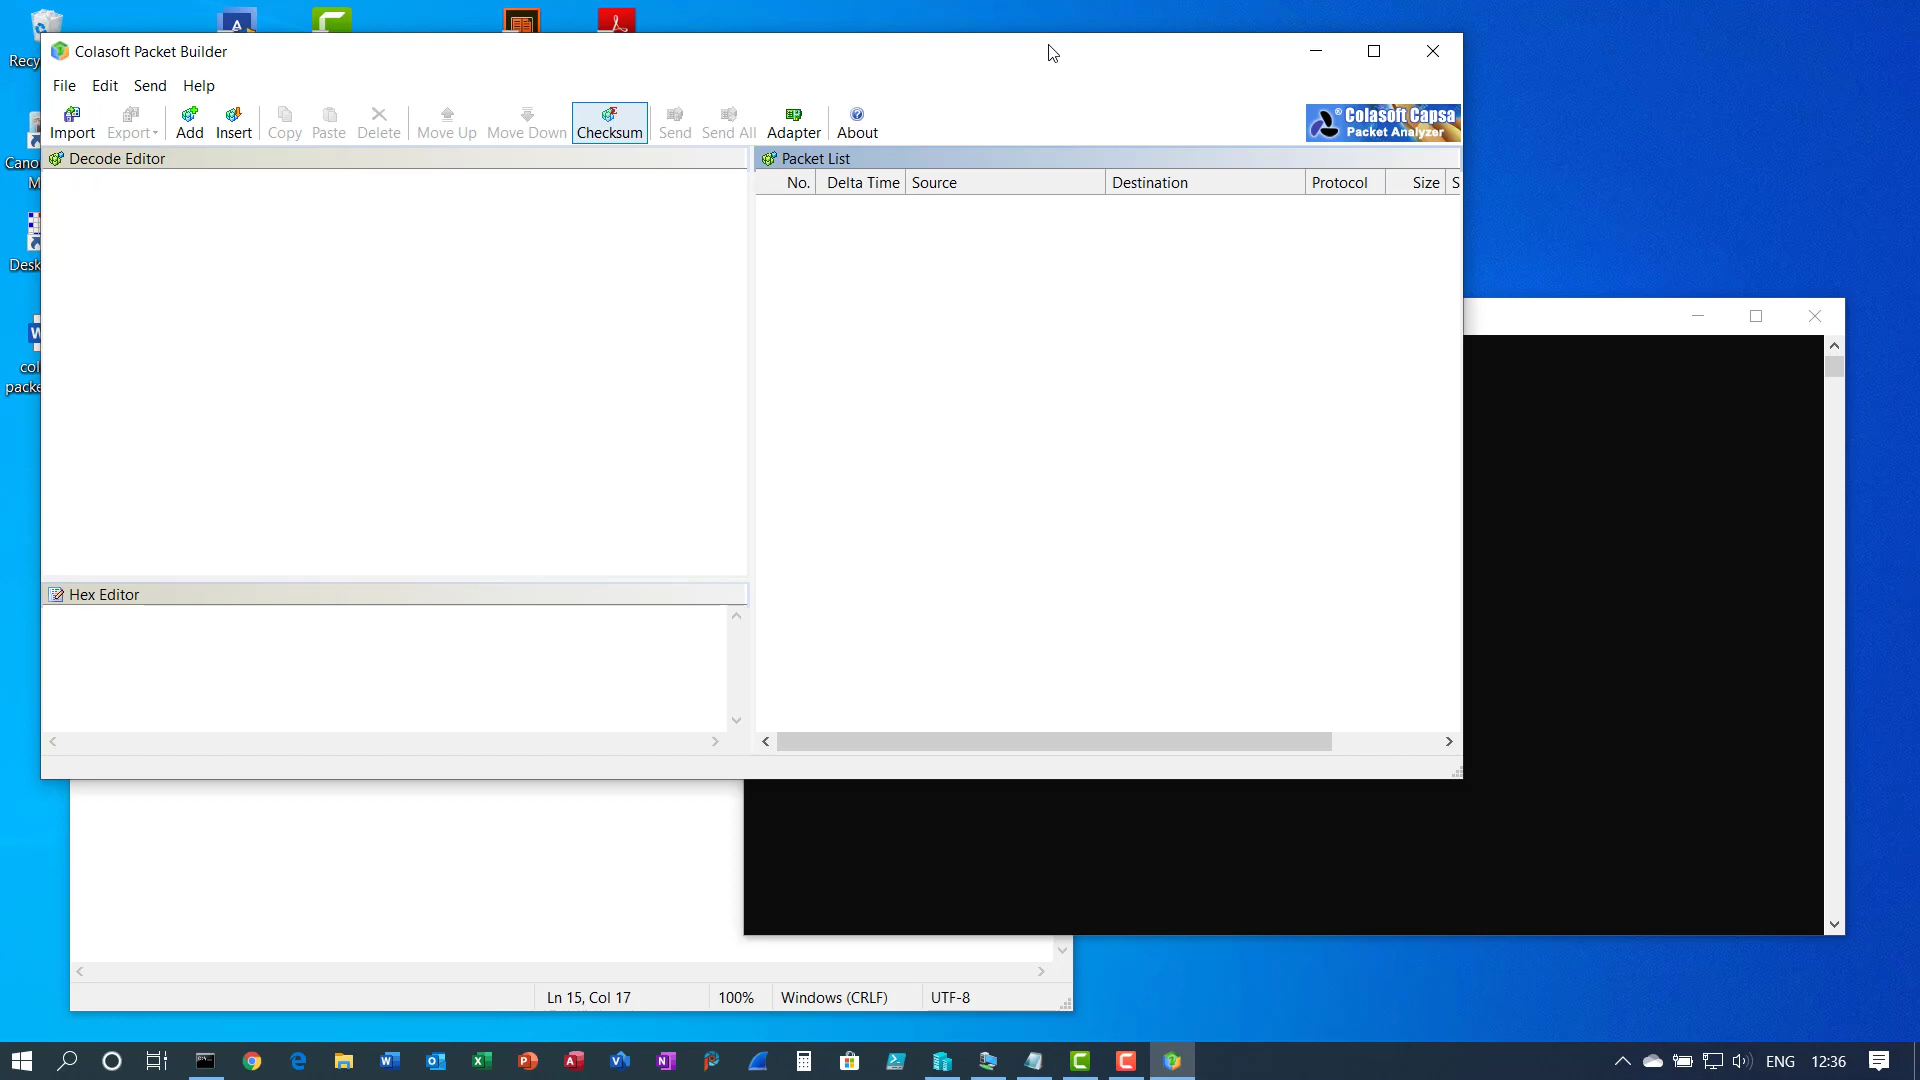 Recy
Cano
M
Desk
col
packe
Colasoft Packet Builder
File Edit Send Help
Import Export Add Insert Copy Paste Delete Move Up Move Down Checksum Send Send All Adapter About
Colasoft Capsa
Packet Analyzer
Decode Editor
Packet List
No. Delta Time Source Destination Protocol Size S
Hex Editor
Ln 15, Col 17 100% Windows (CRLF) UTF-8
ENG 12:36